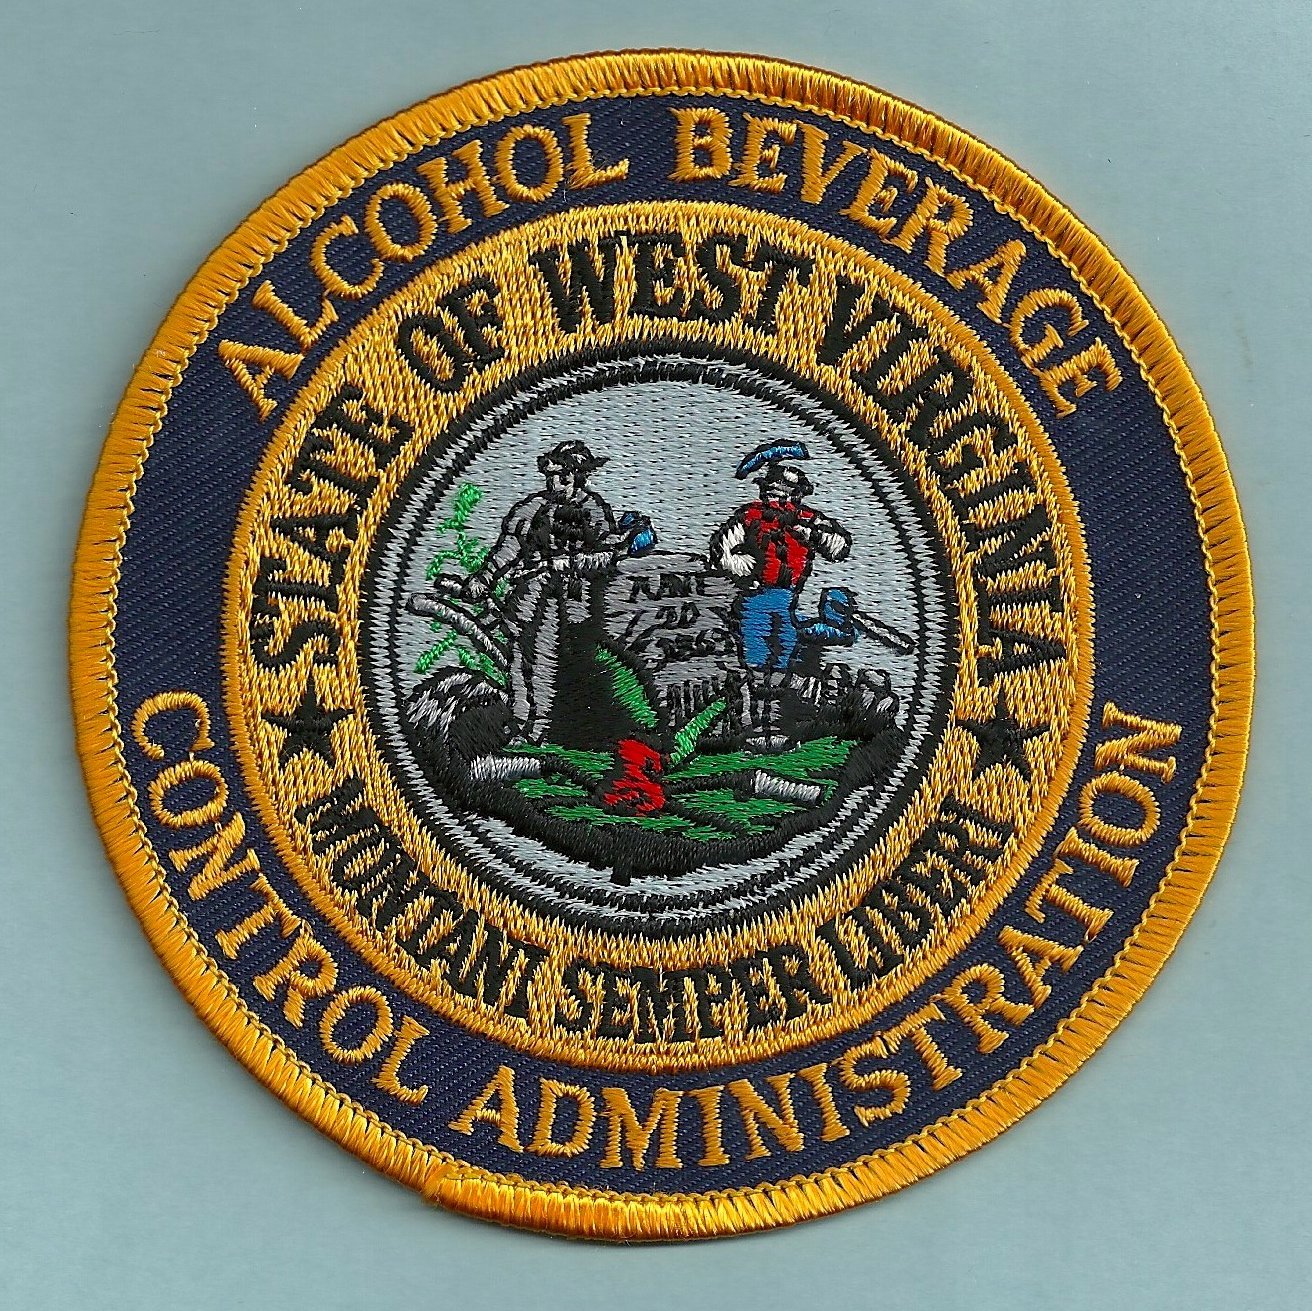 ALCOHOL BEVERAGE
CONTROL ADMINISTRATION
STATE OF WEST VIRGINIA
MONTANI SEMPER LIBERI